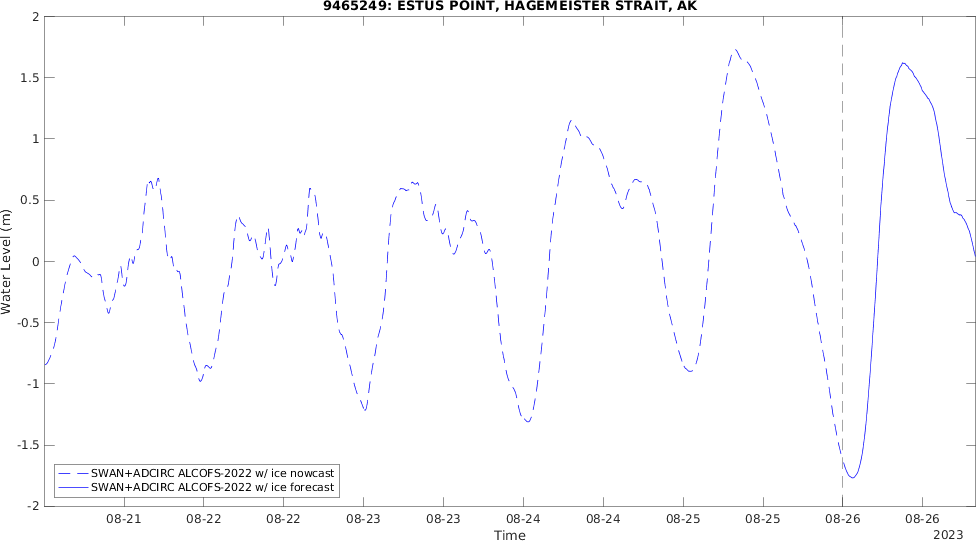 9465249: ESTUS POINT, HAGEMEISTER STRAIT, AK
2
1.5
1
0.5
0
-0.5
-1
-1.5
-2
Water Level (m)
SWAN+ADCIRC ALCOFS-2022 w/ ice nowcast
SWAN+ADCIRC ALCOFS-2022 w/ ice forecast
08-21 08-22 08-22 08-23 08-23 08-24 08-24 08-25 08-25 08-26 08-26
Time
2023